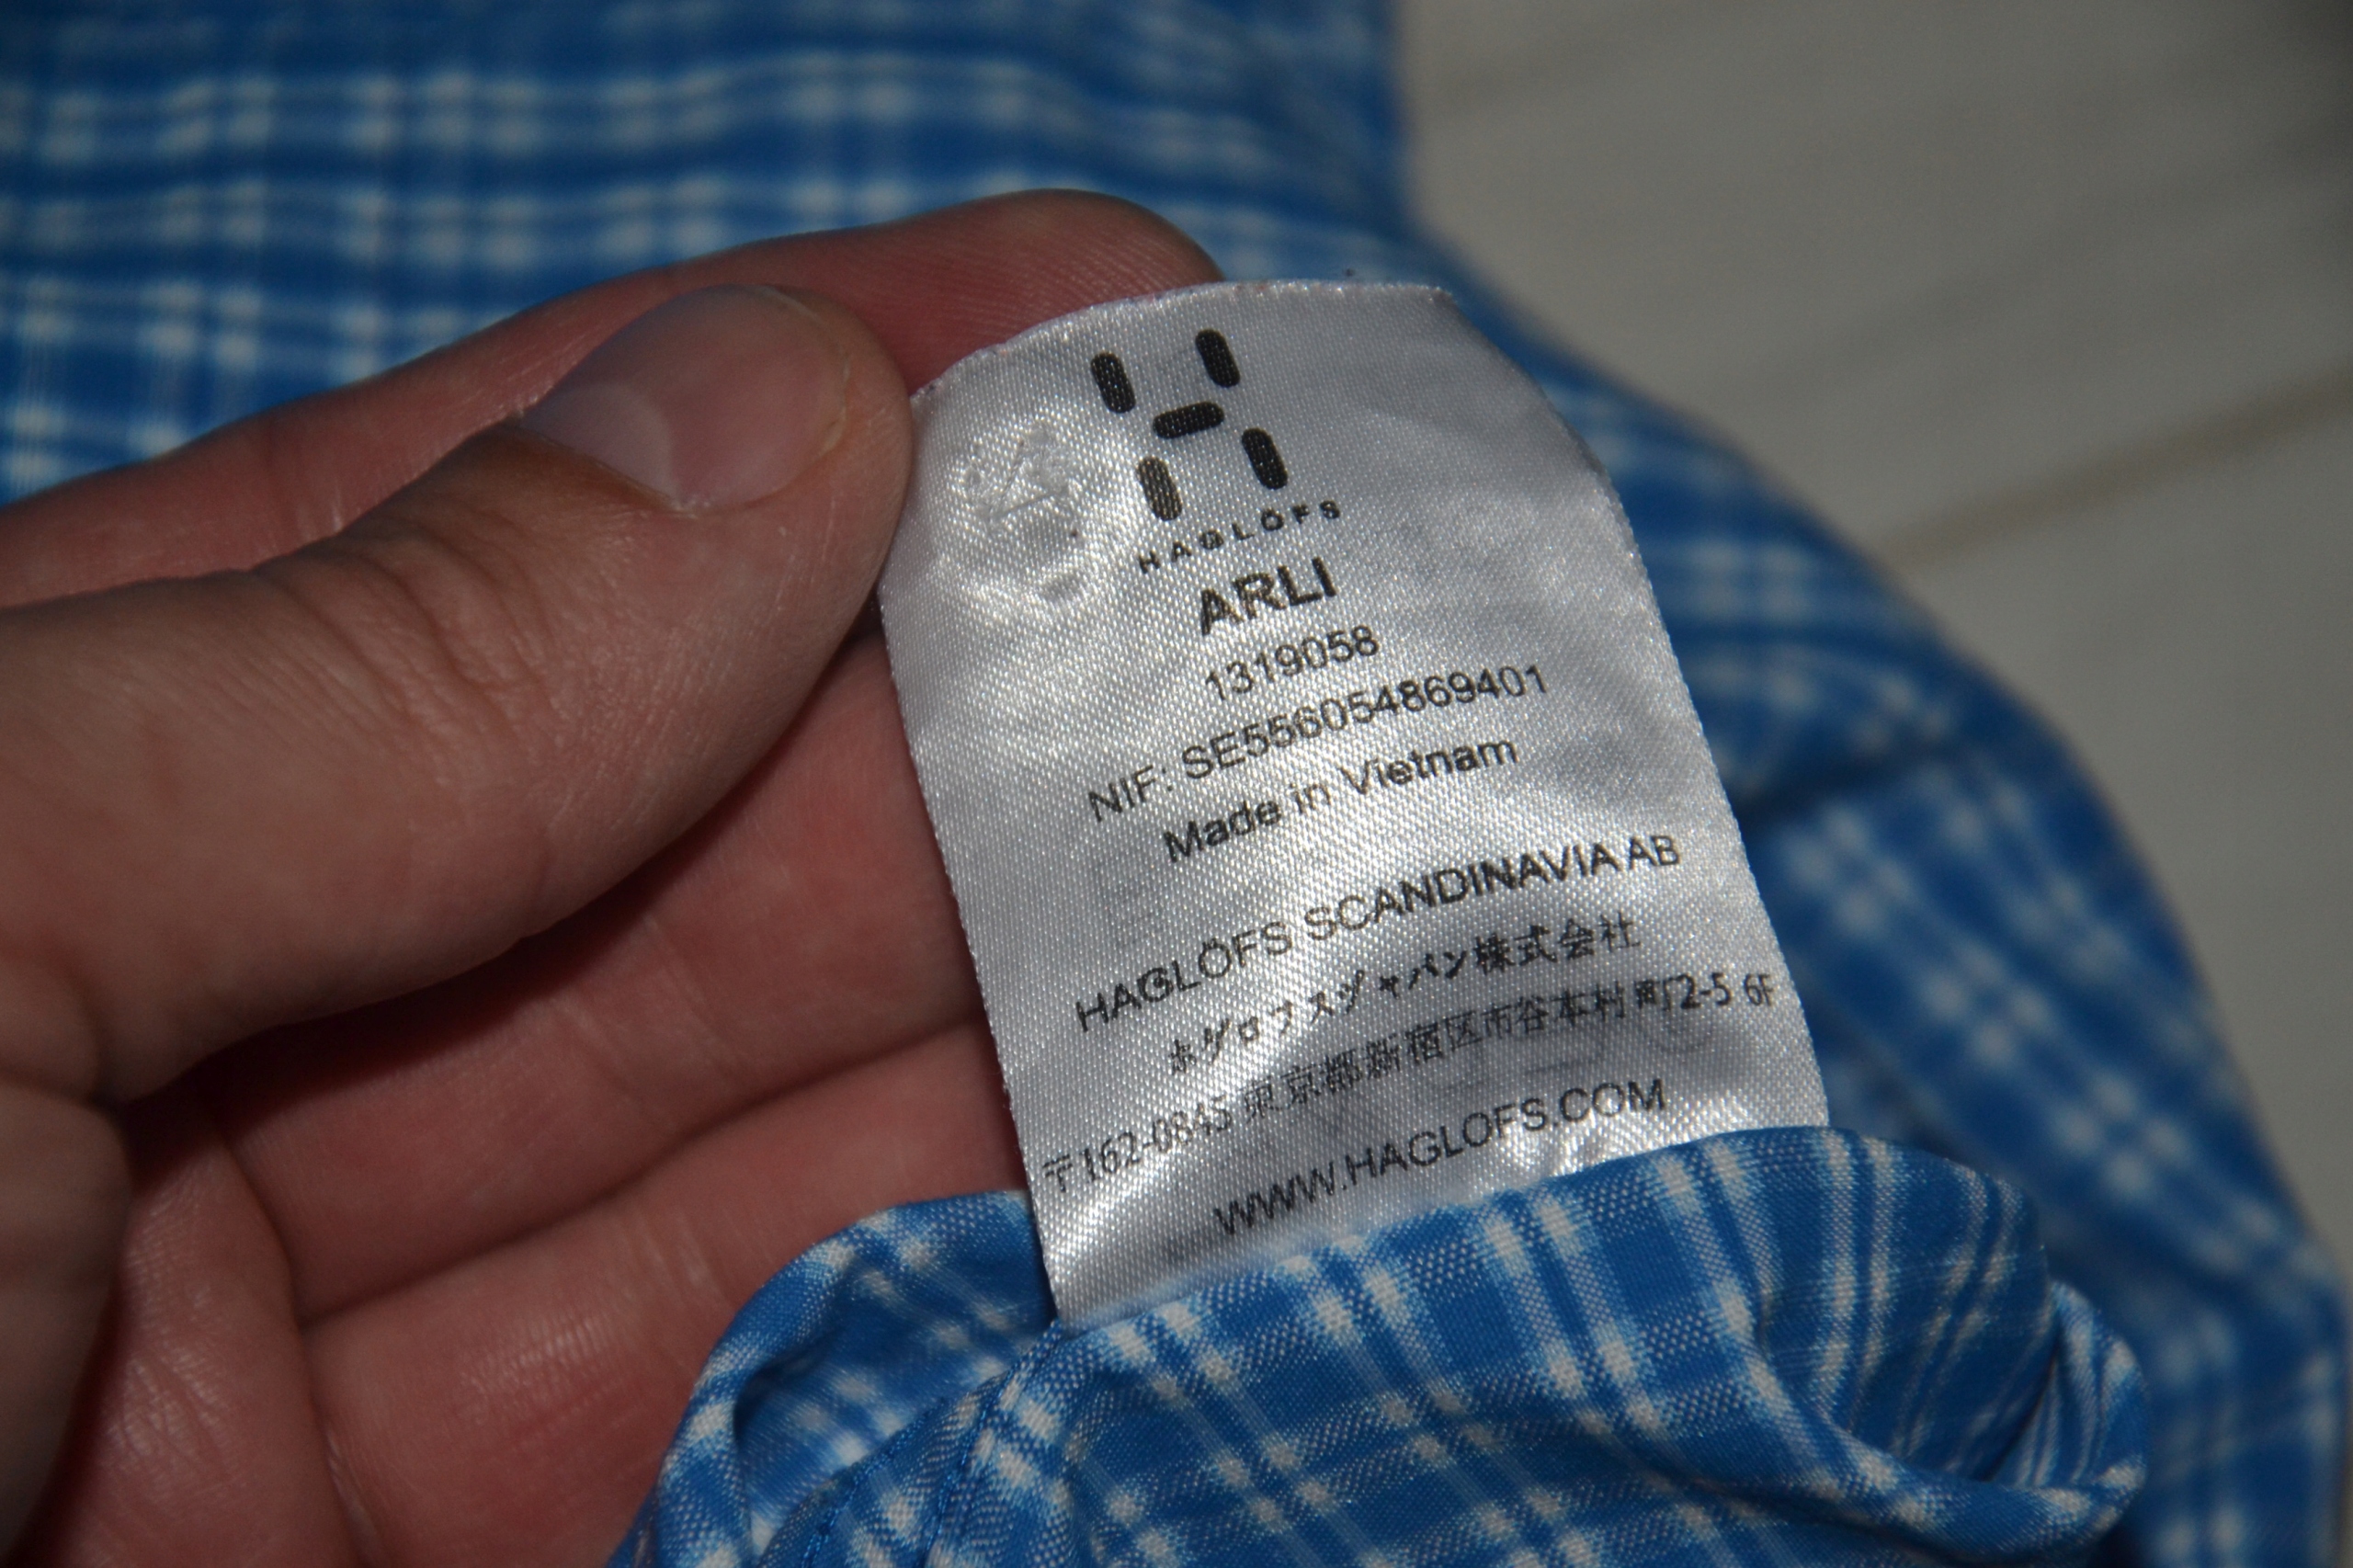 HAGLÖFS
ARLI
1319058
NIF: SE556054869401
Made in Vietnam
HAGLÖFS SCANDINAVIA AB
ホグロフスジャパン株式会社
〒162-0845 東京都新宿区市谷本村町2-5 6F
WWW.HAGLOFS.COM